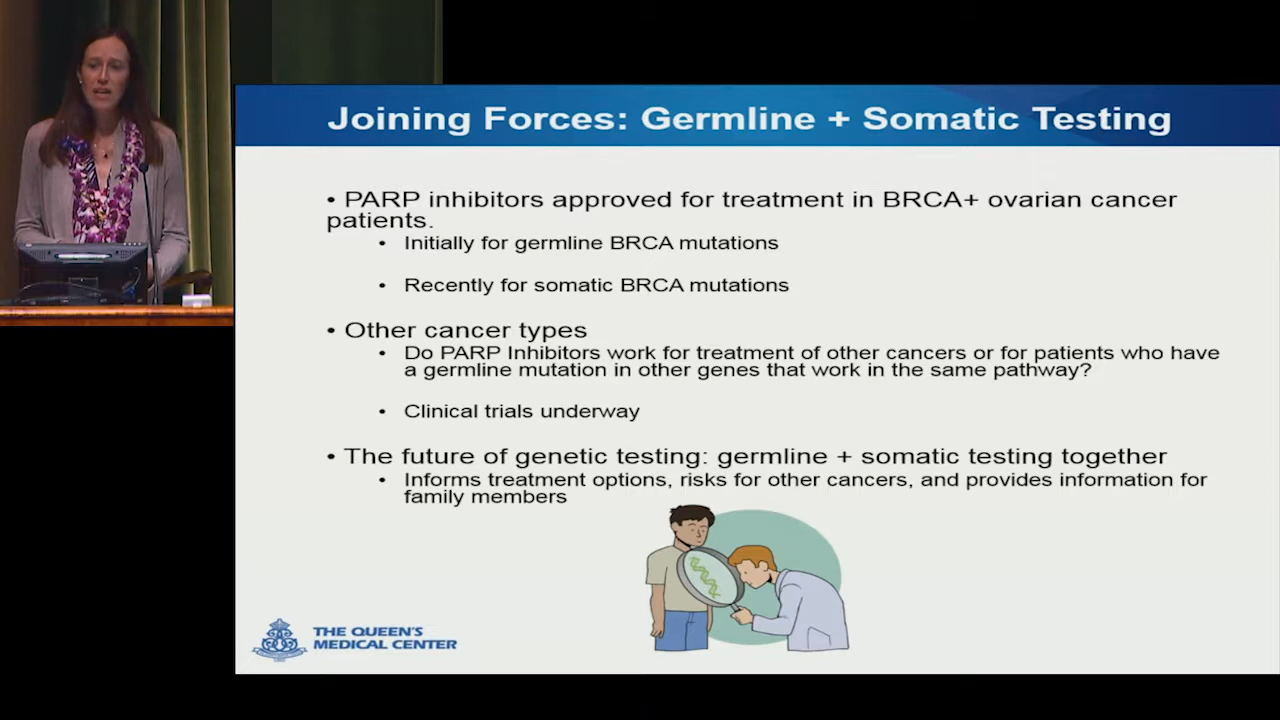 Joining Forces: Germline + Somatic Testing
• PARP inhibitors approved for treatment in BRCA+ ovarian cancer
patients.
• Initially for germline BRCA mutations
• Recently for somatic BRCA mutations
• Other cancer types
• Do PARP Inhibitors work for treatment of other cancers or for patients who have
a germline mutation in other genes that work in the same pathway?
• Clinical trials underway
• The future of genetic testing: germline + somatic testing together
• Informs treatment options, risks for other cancers, and provides information for
family members
THE QUEEN'S
MEDICAL CENTER